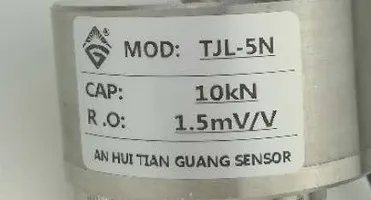 MOD: TJL-5N
CAP: 10kN
R .O: 1.5mV/V
AN HUI TIAN GUANG SENSOR